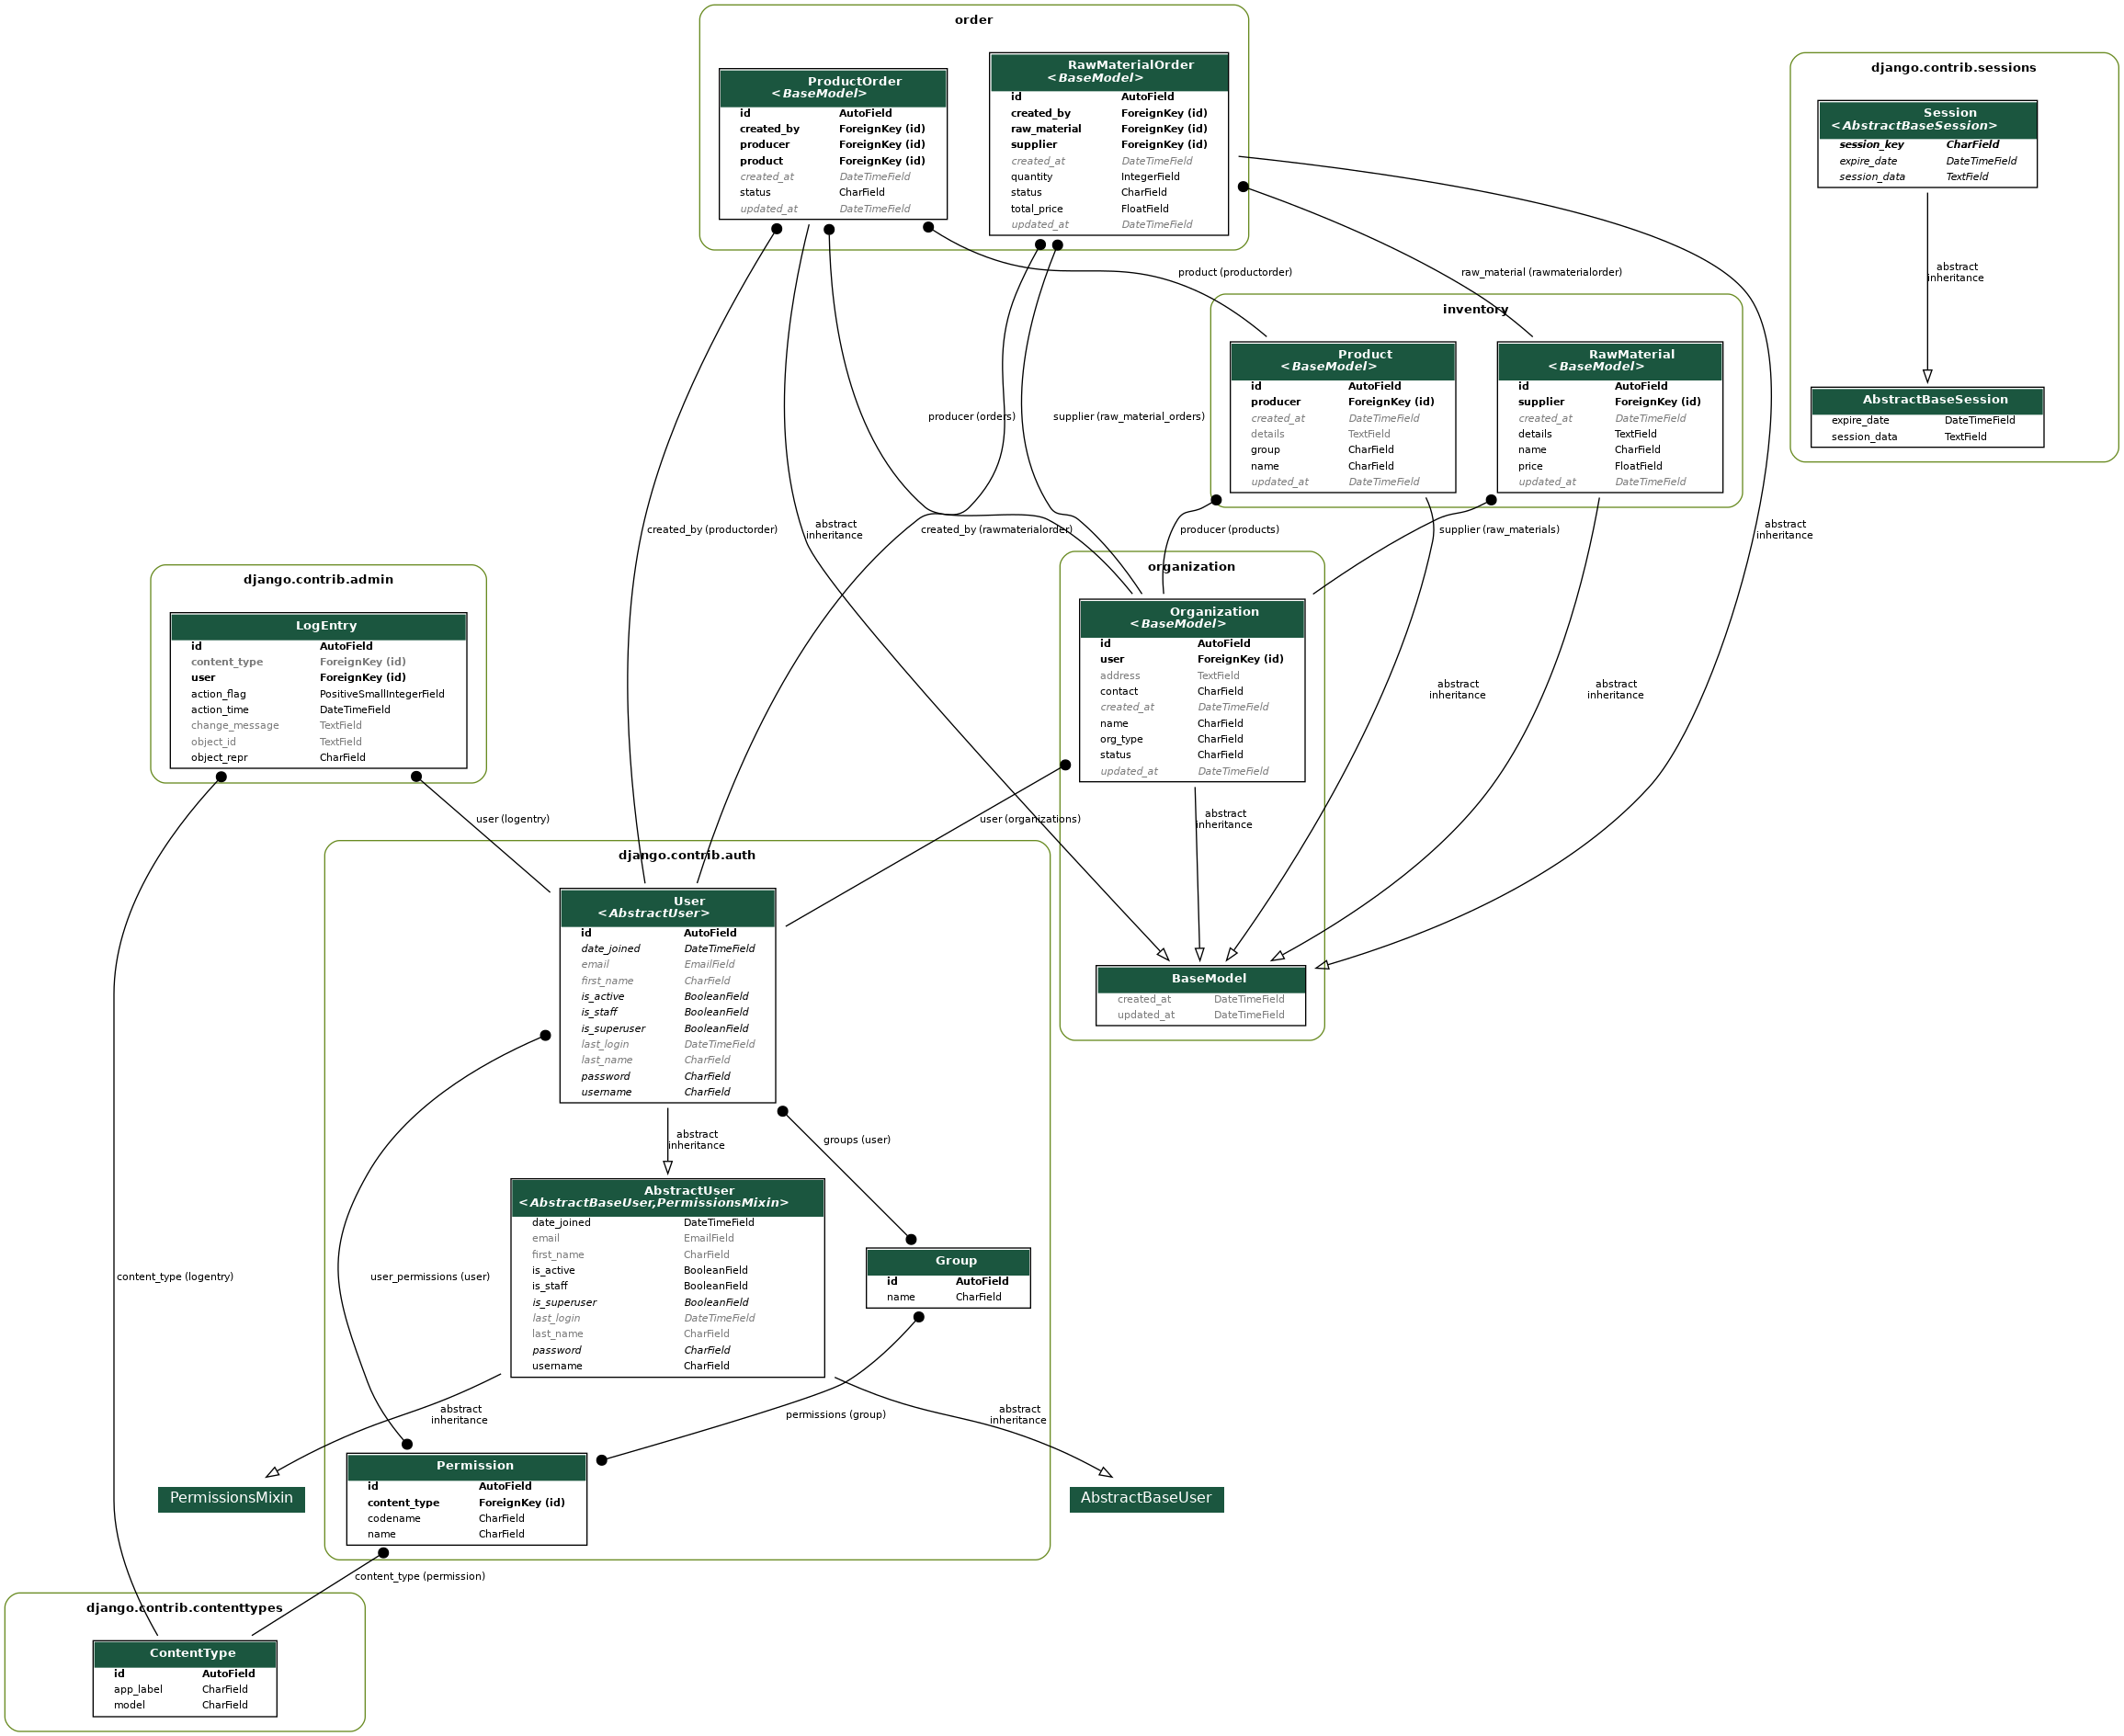 order
ProductOrder
<BaseModel>
id AutoField
created_by ForeignKey (id)
producer ForeignKey (id)
product ForeignKey (id)
created_at DateTimeField
status CharField
updated_at DateTimeField
RawMaterialOrder
<BaseModel>
id AutoField
created_by ForeignKey (id)
raw_material ForeignKey (id)
supplier ForeignKey (id)
created_at DateTimeField
quantity IntegerField
status CharField
total_price FloatField
updated_at DateTimeField
django.contrib.sessions
Session
<AbstractBaseSession>
session_key CharField
expire_date DateTimeField
session_data TextField
abstract
inheritance
AbstractBaseSession
expire_date DateTimeField
session_data TextField
product (productorder)
raw_material (rawmaterialorder)
inventory
Product
<BaseModel>
id AutoField
producer ForeignKey (id)
created_at DateTimeField
details TextField
group CharField
name CharField
updated_at DateTimeField
RawMaterial
<BaseModel>
id AutoField
supplier ForeignKey (id)
created_at DateTimeField
details TextField
name CharField
price FloatField
updated_at DateTimeField
producer (orders)
supplier (raw_material_orders)
created_by (productorder)
abstract
inheritance
created_by (rawmaterialorder)
producer (products)
supplier (raw_materials)
abstract
inheritance
organization
Organization
<BaseModel>
id AutoField
user ForeignKey (id)
address TextField
contact CharField
created_at DateTimeField
name CharField
org_type CharField
status CharField
updated_at DateTimeField
abstract
inheritance
abstract
inheritance
django.contrib.admin
LogEntry
id AutoField
content_type ForeignKey (id)
user ForeignKey (id)
action_flag PositiveSmallIntegerField
action_time DateTimeField
change_message TextField
object_id TextField
object_repr CharField
user (logentry)
user (organizations)
abstract
inheritance
BaseModel
created_at DateTimeField
updated_at DateTimeField
django.contrib.auth
User
<AbstractUser>
id AutoField
date_joined DateTimeField
email EmailField
first_name CharField
is_active BooleanField
is_staff BooleanField
is_superuser BooleanField
last_login DateTimeField
last_name CharField
password CharField
username CharField
abstract
inheritance
groups (user)
AbstractUser
<AbstractBaseUser,PermissionsMixin>
date_joined DateTimeField
email EmailField
first_name CharField
is_active BooleanField
is_staff BooleanField
is_superuser BooleanField
last_login DateTimeField
last_name CharField
password CharField
username CharField
Group
id AutoField
name CharField
content_type (logentry)
user_permissions (user)
abstract
inheritance
permissions (group)
abstract
inheritance
PermissionsMixin
Permission
id AutoField
content_type ForeignKey (id)
codename CharField
name CharField
AbstractBaseUser
content_type (permission)
django.contrib.contenttypes
ContentType
id AutoField
app_label CharField
model CharField